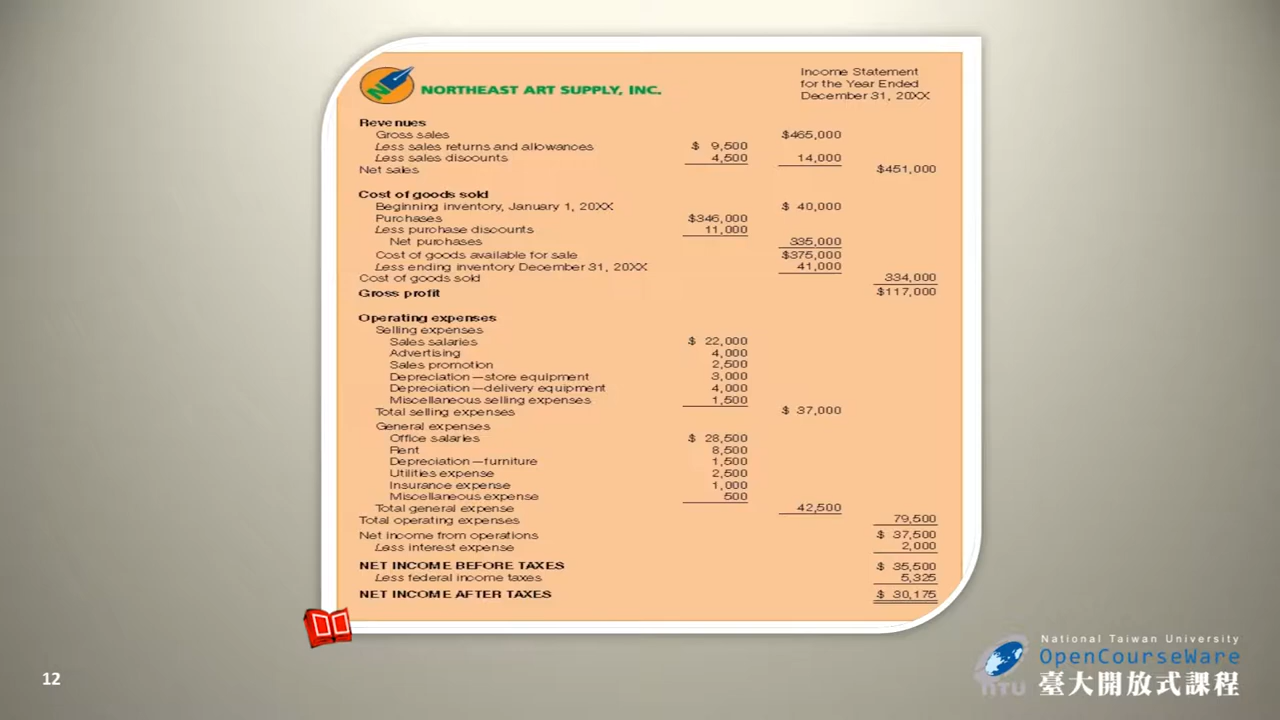 NORTHEAST ART SUPPLY, INC.
Income Statement
for the Year Ended
December 31, 20XX
Revenues
Gross sales $465,000
Less sales returns and allowances $ 9,500
Less sales discounts 4,500 14,000
Net sales $451,000
Cost of goods sold
Beginning inventory, January 1, 20XX $ 40,000
Purchases $346,000
Less purchase discounts 11,000
Net purchases 335,000
Cost of goods available for sale $375,000
Less ending inventory December 31, 20XX 41,000
Cost of goods sold 334,000
Gross profit $117,000
Operating expenses
Selling expenses
Sales salaries $ 22,000
Advertising 4,000
Sales promotion 2,500
Depreciation—store equipment 3,000
Depreciation—delivery equipment 4,000
Miscellaneous selling expenses 1,500
Total selling expenses $ 37,000
General expenses
Office salaries $ 28,500
Rent 8,500
Depreciation—furniture 1,500
Utilities expense 2,500
Insurance expense 1,000
Miscellaneous expense 500
Total general expense 42,500
Total operating expenses 79,500
Net income from operations $ 37,500
Less interest expense 2,000
NET INCOME BEFORE TAXES $ 35,500
Less federal income taxes 5,325
NET INCOME AFTER TAXES $ 30,175
12
National Taiwan University
OpenCourseWare
NTU 臺大開放式課程